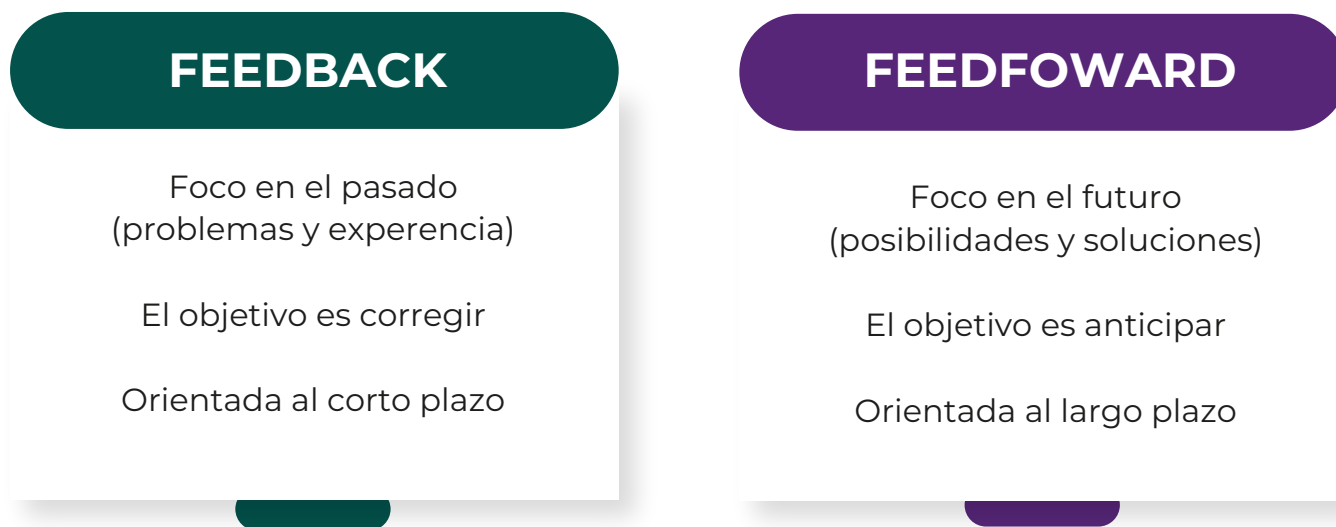 FEEDBACK
Foco en el pasado
(problemas y experencia)
El objetivo es corregir
Orientada al corto plazo
FEEDFOWARD
Foco en el futuro
(posibilidades y soluciones)
El objetivo es anticipar
Orientada al largo plazo